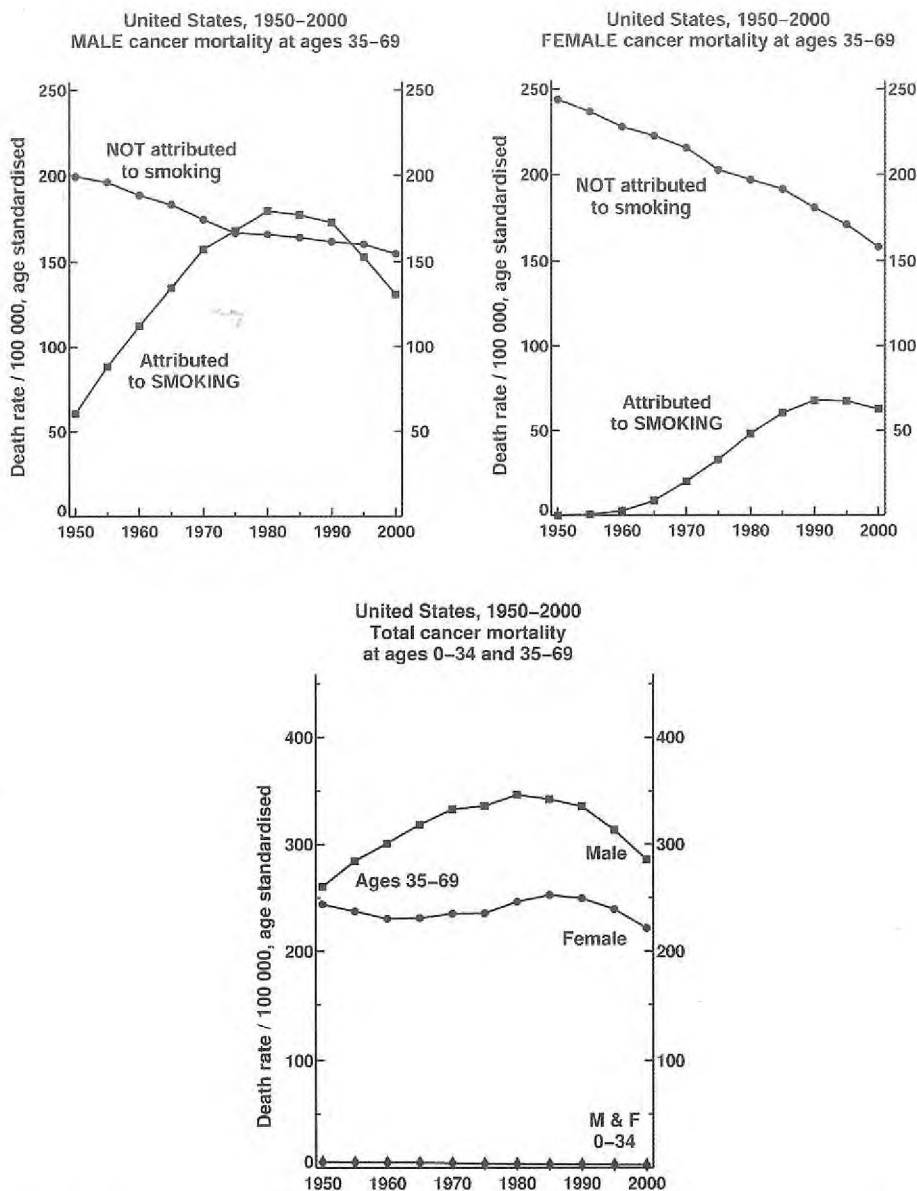 United States, 1950–2000
MALE cancer mortality at ages 35–69
Death rate / 100 000, age standardised
250
200
150
100
50
0
250
200
150
100
50
NOT attributed
to smoking
Attributed
to SMOKING
1950 1960 1970 1980 1990 2000
United States, 1950–2000
FEMALE cancer mortality at ages 35–69
Death rate / 100 000, age standardised
250
200
150
100
50
0
250
200
150
100
50
NOT attributed
to smoking
Attributed
to SMOKING
1950 1960 1970 1980 1990 2000
United States, 1950–2000
Total cancer mortality
at ages 0–34 and 35–69
Death rate / 100 000, age standardised
400
300
200
100
0
400
300
200
100
0
Ages 35–69
Male
Female
M & F
0–34
1950 1960 1970 1980 1990 2000